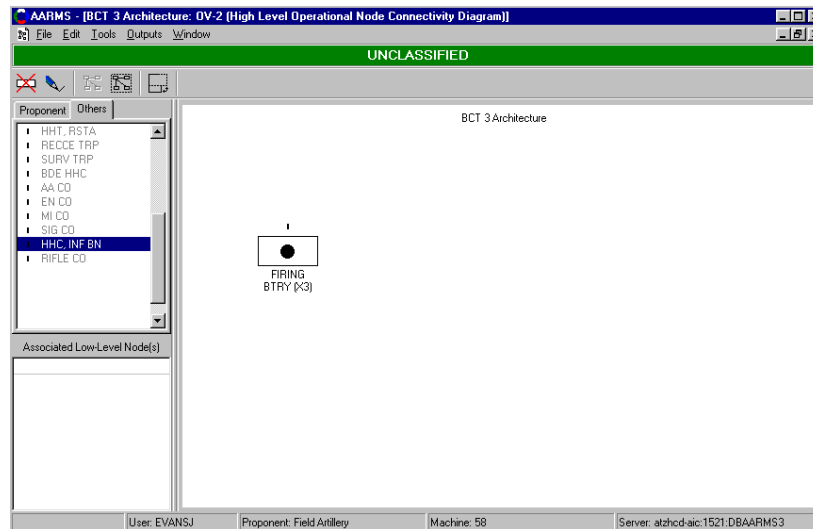 AARMS - [BCT 3 Architecture: OV-2 (High Level Operational Node Connectivity Diagram)]
File Edit Tools Outputs Window
UNCLASSIFIED
Proponent Others
HHT, RSTA
RECCE TRP
SURV TRP
BDE HHC
AA CO
EN CO
MI CO
SIG CO
HHC, INF BN
RIFLE CO
Associated Low-Level Node(s)
BCT 3 Architecture
FIRING
BTRY (X3)
User: EVANSJ Proponent: Field Artillery Machine: 58 Server: atzhcd-aic:1521:DBAARMS3